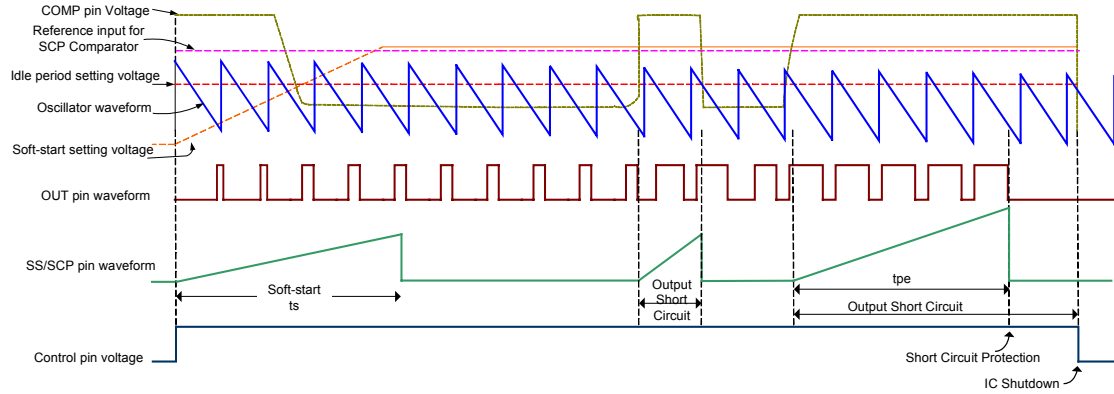 COMP pin Voltage
Reference input for
SCP Comparator
Idle period setting voltage
Oscillator waveform
Soft-start setting voltage
OUT pin waveform
SS/SCP pin waveform
Soft-start
ts
Output
Short
Circuit
tpe
Output Short Circuit
Control pin voltage
Short Circuit Protection
IC Shutdown